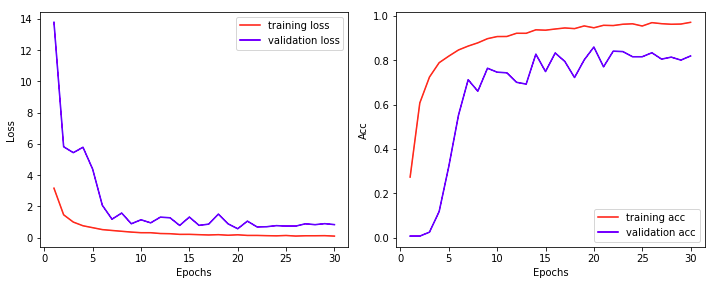 14
12
10
8
6
4
2
0
Loss
training loss
validation loss
0 5 10 15 20 25 30
Epochs
1.0
0.8
0.6
0.4
0.2
0.0
Acc
training acc
validation acc
0 5 10 15 20 25 30
Epochs